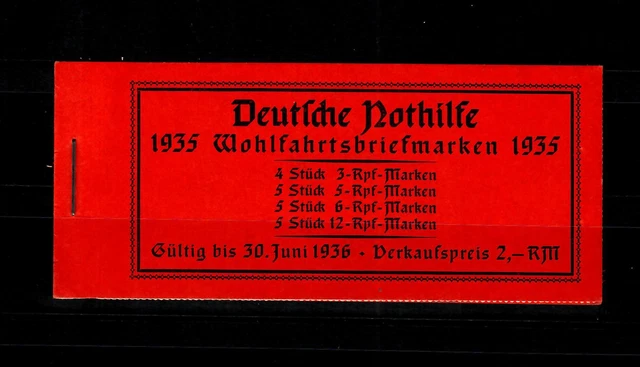 Deutsche Nothilfe
1935 Wohlfahrtsbriefmarken 1935
4 Stück 3-Rpf-Marken
5 Stück 5-Rpf-Marken
5 Stück 6-Rpf-Marken
5 Stück 12-Rpf-Marken
Gültig bis 30. Juni 1936 · Verkaufspreis 2,– RM